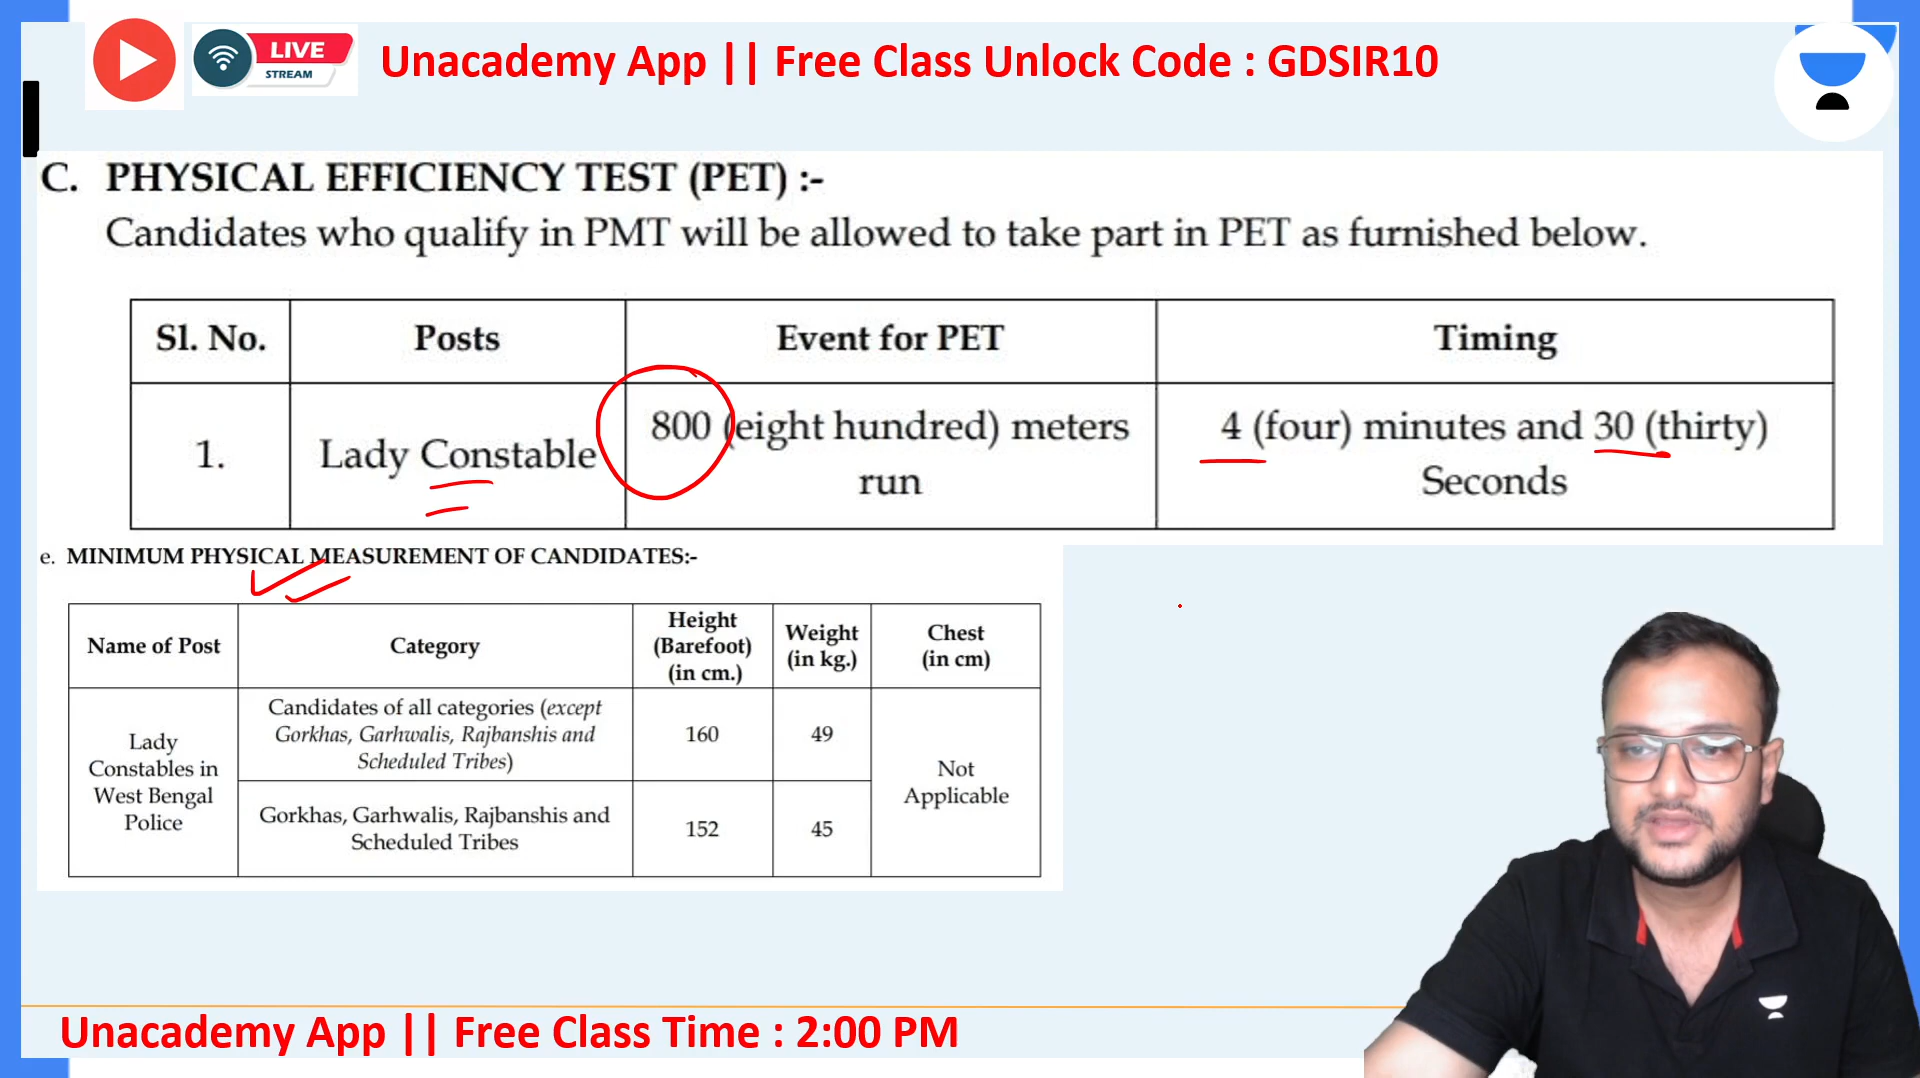 LIVE
STREAM
Unacademy App || Free Class Unlock Code : GDSIR10
C. PHYSICAL EFFICIENCY TEST (PET) :-
Candidates who qualify in PMT will be allowed to take part in PET as furnished below.
Sl. No. Posts Event for PET Timing
1. Lady Constable 800 (eight hundred) meters run 4 (four) minutes and 30 (thirty) Seconds
e. MINIMUM PHYSICAL MEASUREMENT OF CANDIDATES:-
Name of Post Category Height (Barefoot) (in cm.) Weight (in kg.) Chest (in cm)
Lady Constables in West Bengal Police
Candidates of all categories (except
Gorkhas, Garhwalis, Rajbanshis and
Scheduled Tribes)
160 49
Not Applicable
Gorkhas, Garhwalis, Rajbanshis and
Scheduled Tribes
152 45
Unacademy App || Free Class Time : 2:00 PM